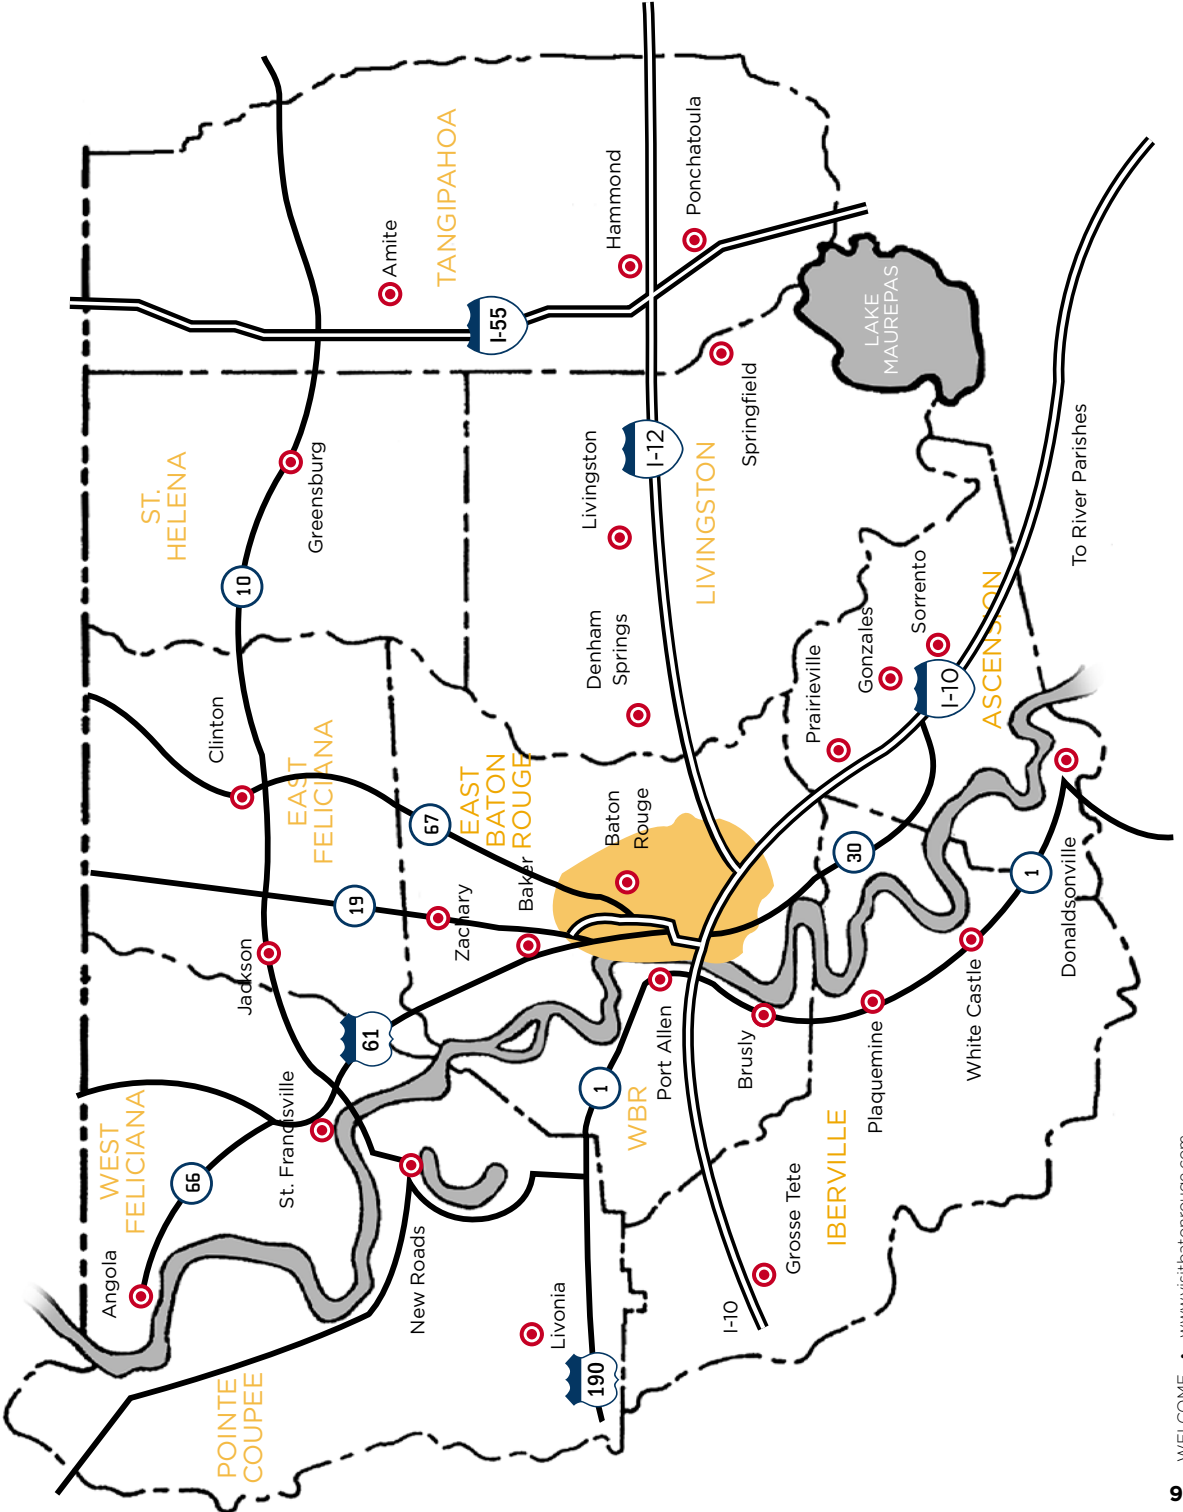 WEST
FELICIANA
Angola
66
St. Francisville
POINTE
COUPEE
New Roads
Livonia
190
61
Jackson
EAST
FELICIANA
Clinton
10
ST.
HELENA
Greensburg
TANGIPAHOA
Amite
I-55
Hammond
Ponchatoula
19
Zachary
67
EAST
BATON
ROUGE
Baker
Baton
Rouge
Denham
Springs
Livingston
LIVINGSTON
I-12
Springfield
LAKE
MAUREPAS
WBR
1
Port Allen
Brusly
I-10
Grosse Tete
IBERVILLE
Plaquemine
White Castle
30
1
Prairieville
Gonzales
Sorrento
I-10
ASCENSION
Donaldsonville
To River Parishes
9
WELCOME • www.visitbatonrouge.com